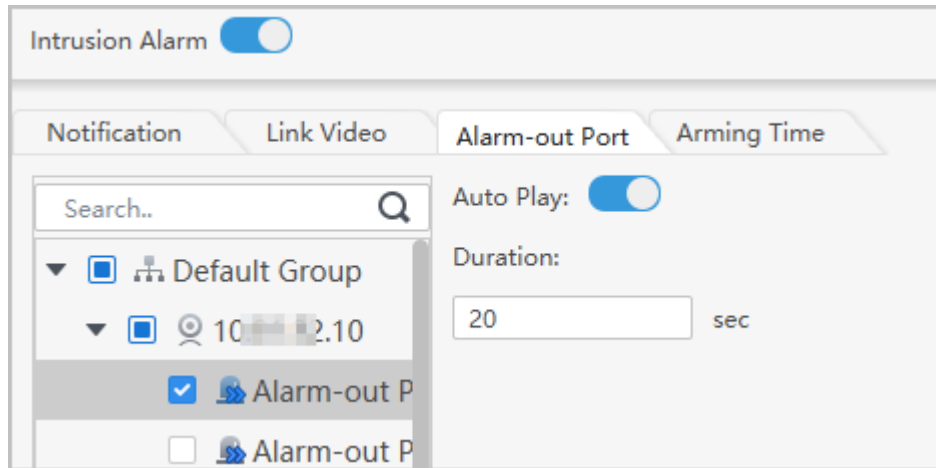 Intrusion Alarm
Notification Link Video Alarm-out Port Arming Time
Search..
Auto Play:
Default Group
Duration:
20 sec
Alarm-out P
Alarm-out P